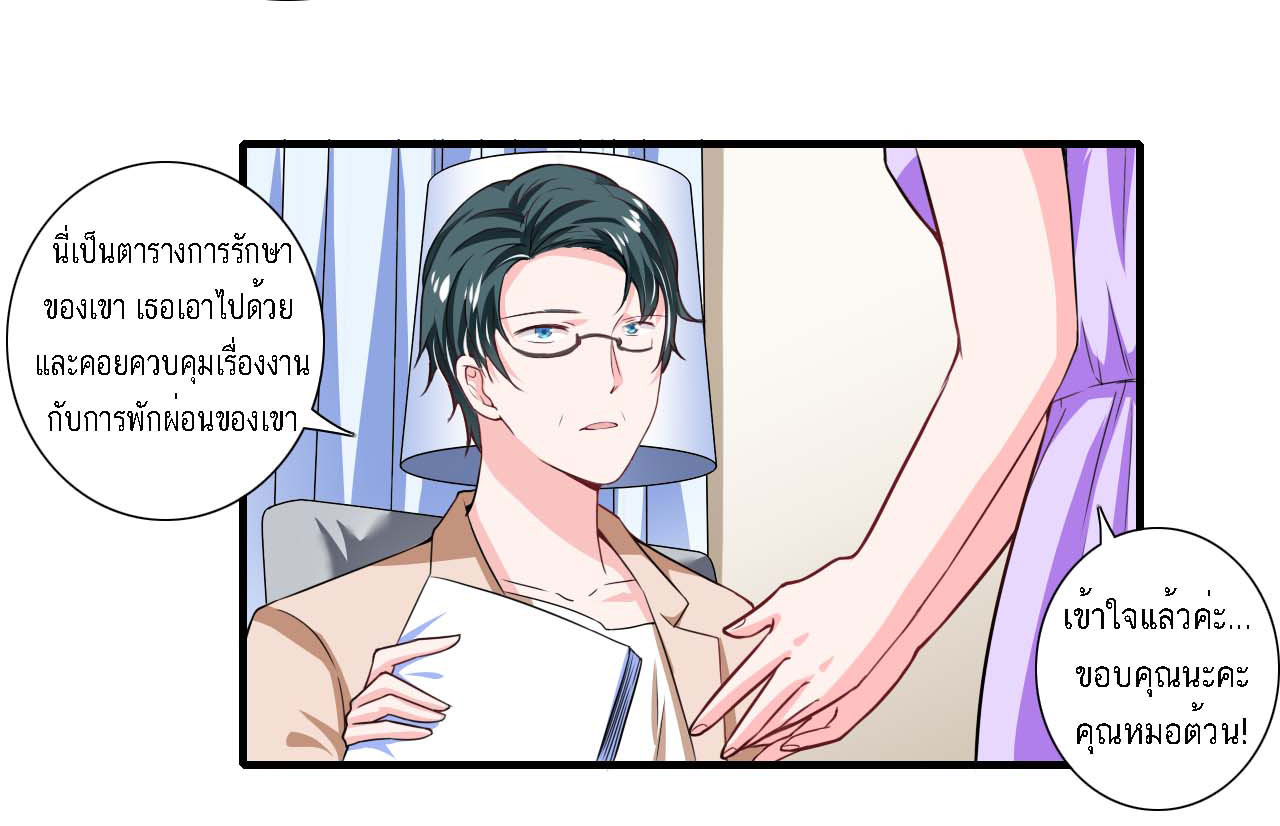 นี่เป็นตารางการรักษา
ของเขา เธอเอาไปด้วย
และคอยควบคุมเรื่องงาน
กับการพักผ่อนของเขา
เข้าใจแล้วค่ะ...
ขอบคุณนะคะ
คุณหมอต้วน!